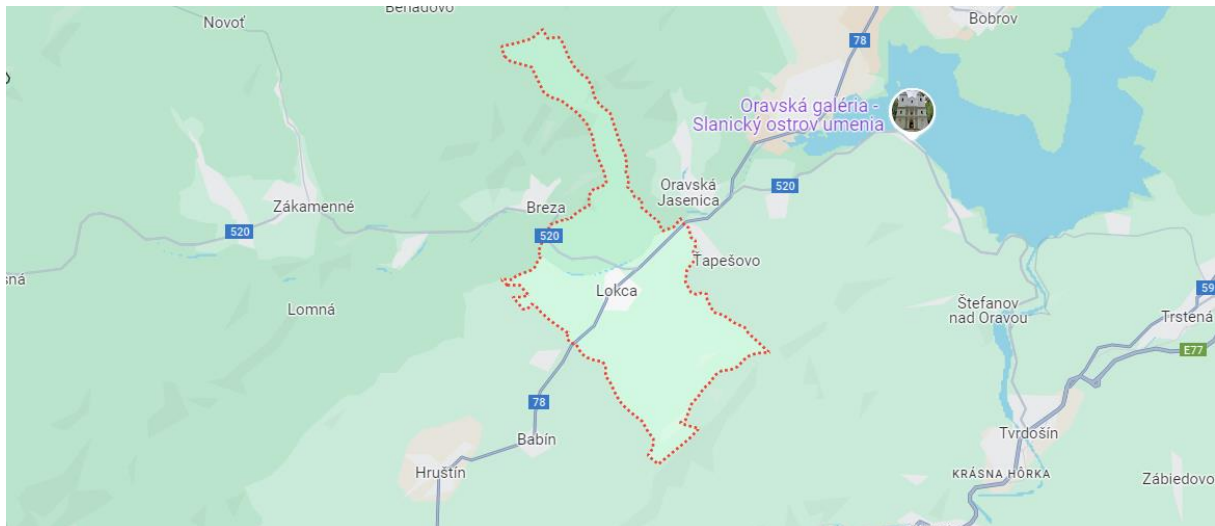 Novoť
Bobrov
78
Oravská galéria -
Slanický ostrov umenia
Oravská
Jasenica
520
Zákamenné
Breza
520
520
Ťapešovo
Lokca
Lomná
Štefanov
nad Oravou
Trstená
E77
78
Babín
Hruštín
Tvrdošín
KRÁSNA HÔRKA
Zábiedovo